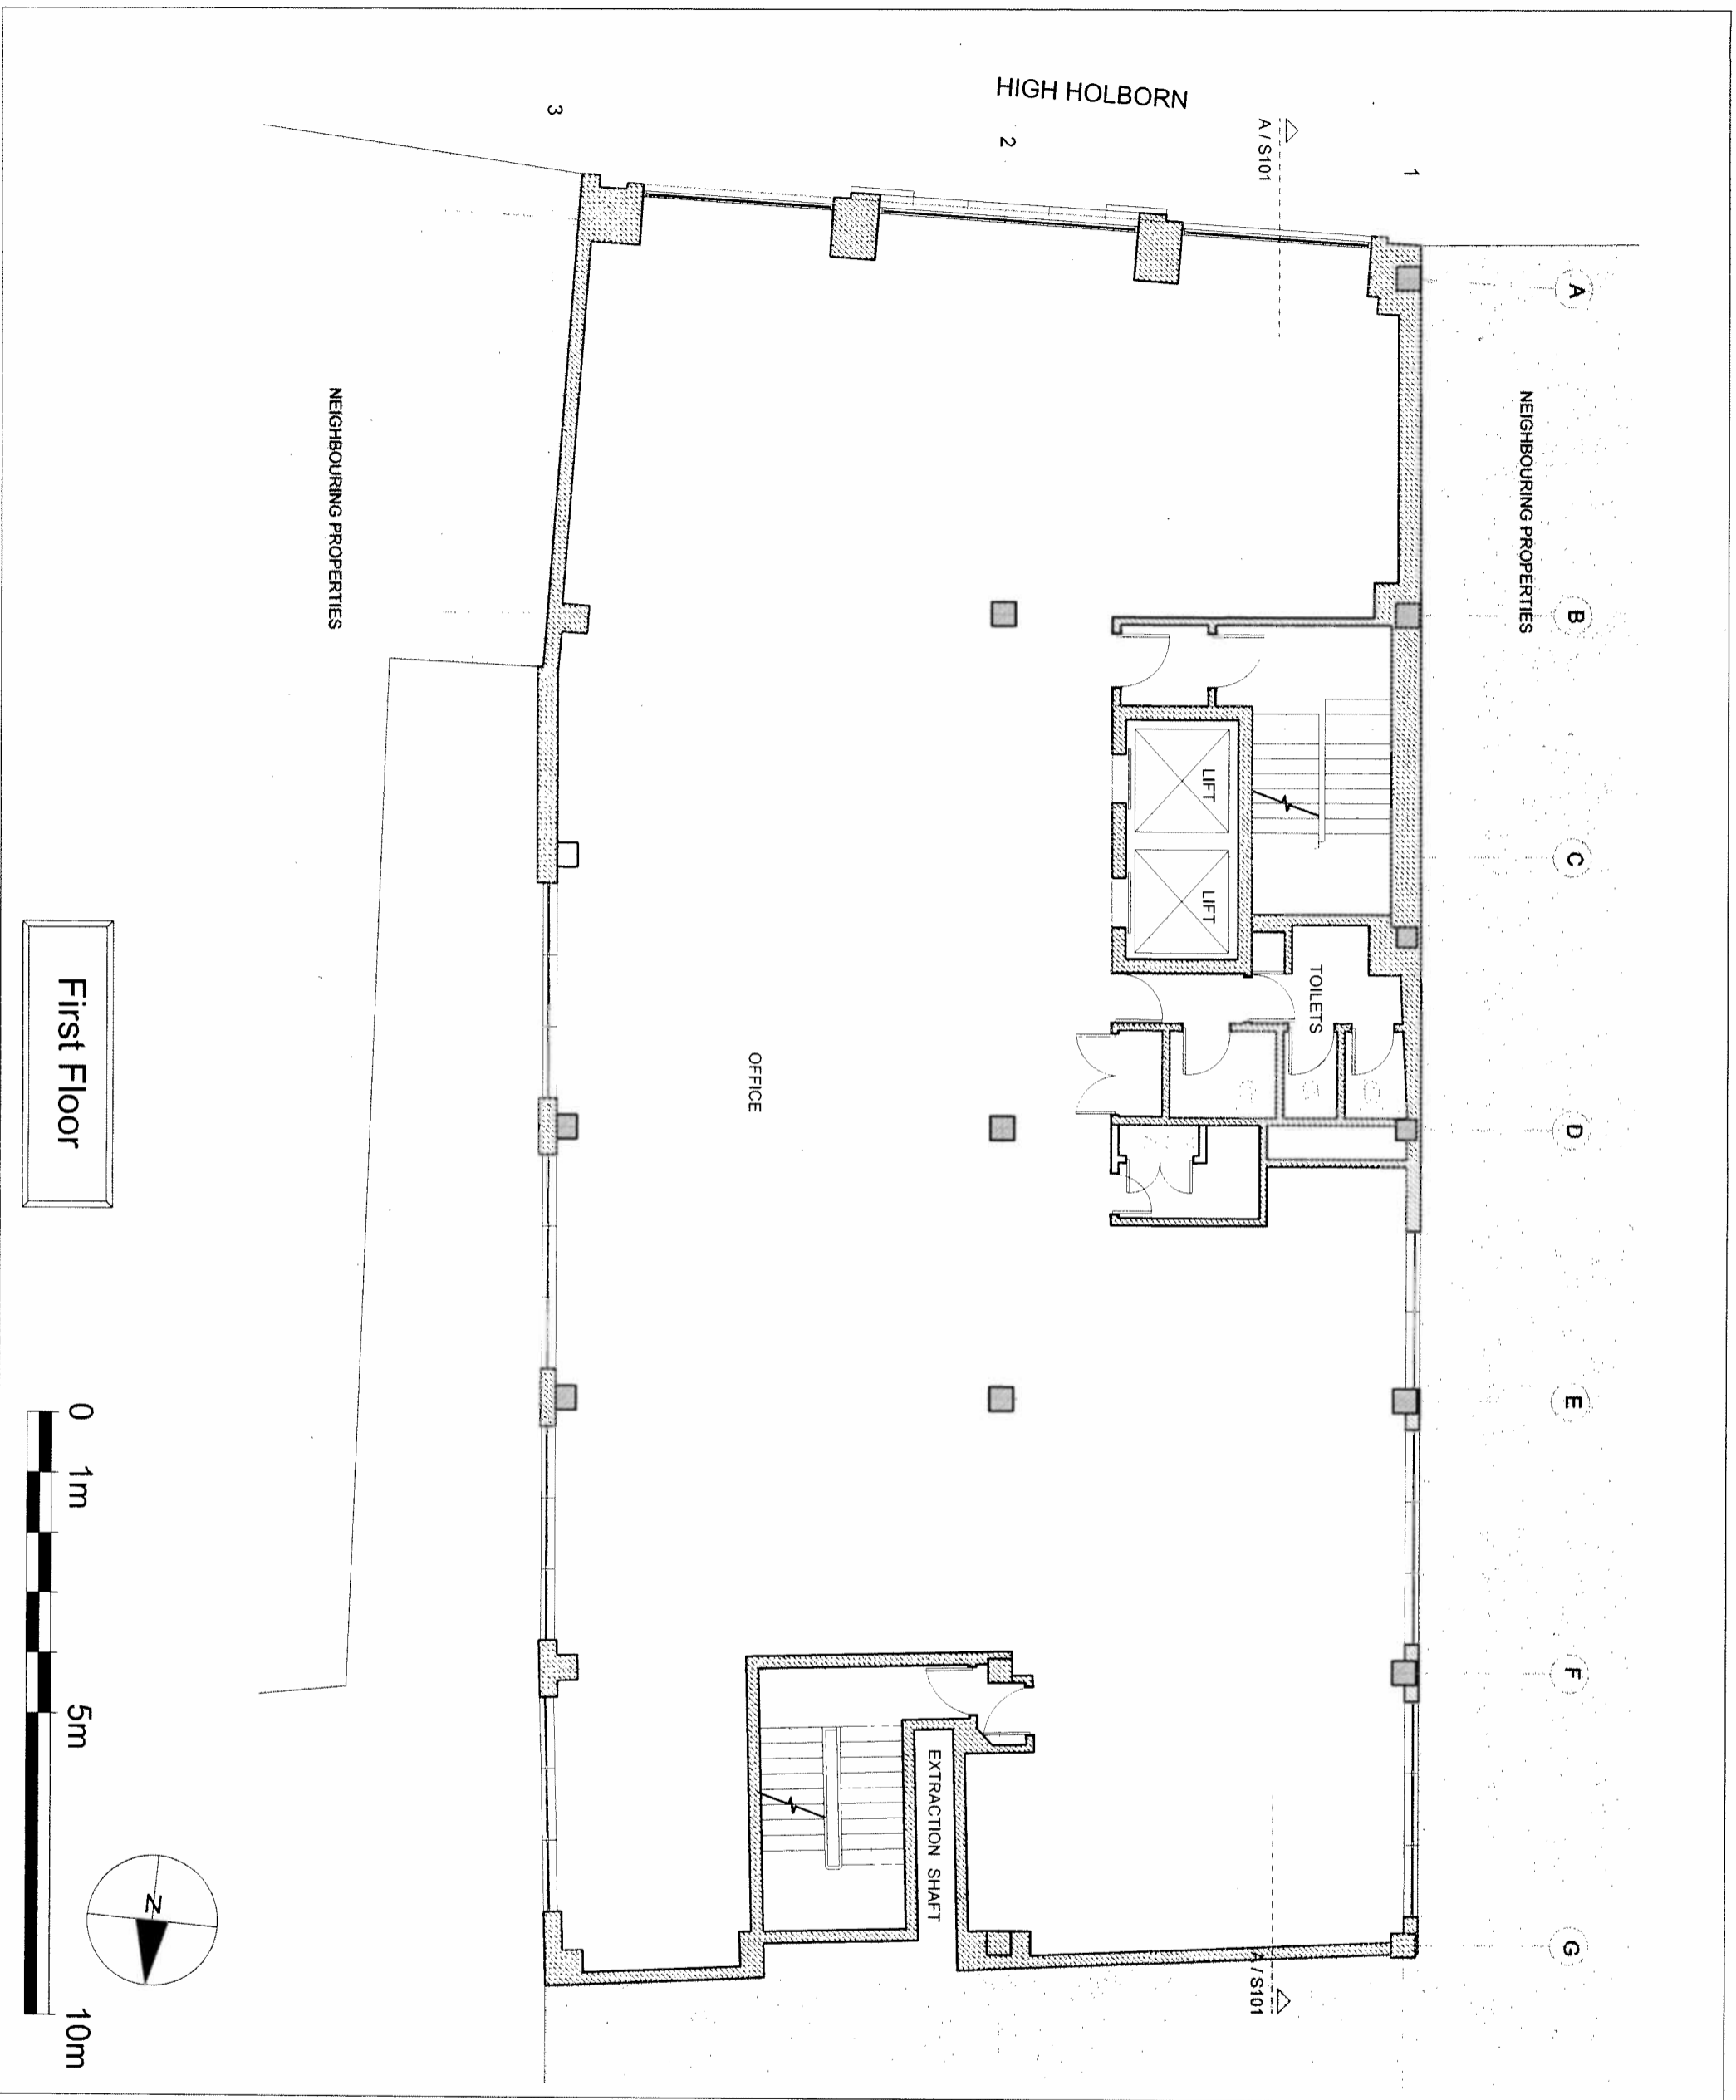 HIGH HOLBORN
3
2
1
A / S101
A
B
C
D
E
F
G
NEIGHBOURING PROPERTIES
NEIGHBOURING PROPERTIES
LIFT
LIFT
TOILETS
OFFICE
EXTRACTION SHAFT
A / S101
First Floor
0
1m
5m
10m
N